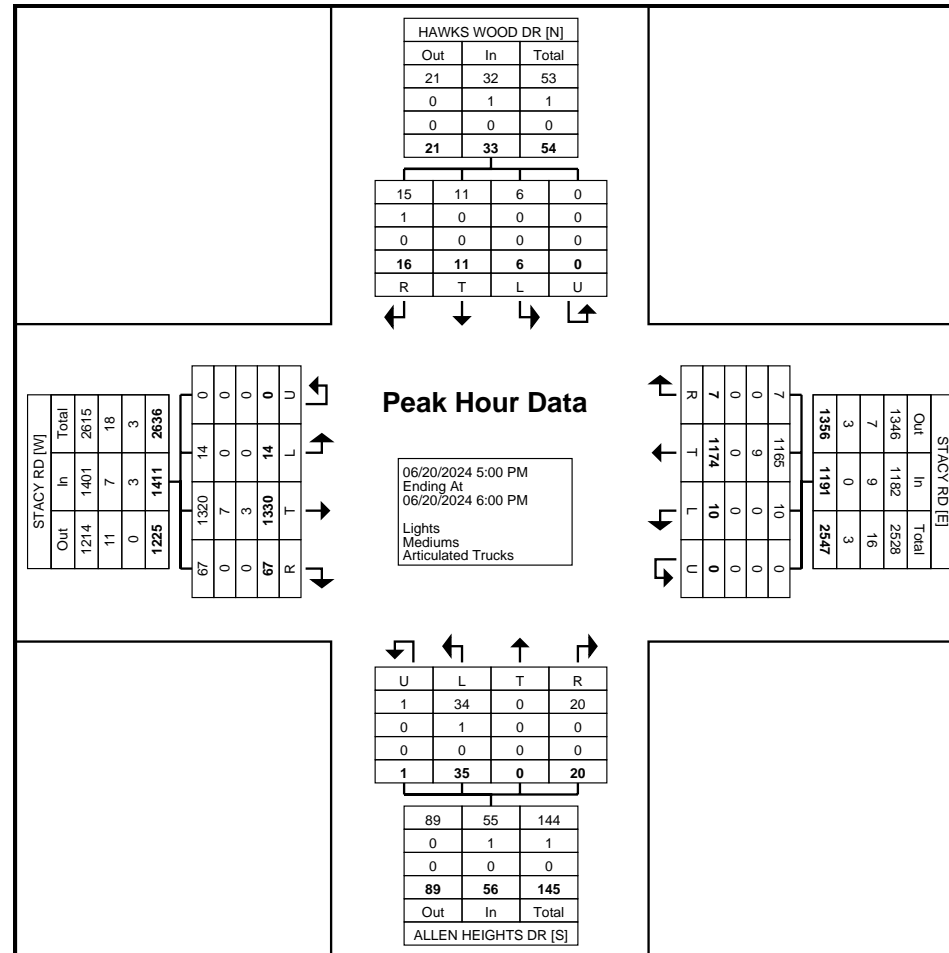 HAWKS WOOD DR [N]
Out In Total
21 32 53
0 1 1
0 0 0
21 33 54
15 11 6 0
1 0 0 0
0 0 0 0
16 11 6 0
R T L U
Peak Hour Data
06/20/2024 5:00 PM
Ending At
06/20/2024 6:00 PM
Lights
Mediums
Articulated Trucks
STACY RD [W]
Total In Out
2615 1401 1214
18 7 11
3 3 0
2636 1411 1225
0 14 1320 67
0 0 7 0
0 0 3 0
0 14 1330 67
U L T R
STACY RD [E]
Out In Total
1346 1182 2528
7 9 16
3 0 3
1356 1191 2547
7 1165 10 0
0 9 0 0
0 0 0 0
7 1174 10 0
R T L U
U L T R
1 34 0 20
0 1 0 0
0 0 0 0
1 35 0 20
89 55 144
0 1 1
0 0 0
89 56 145
Out In Total
ALLEN HEIGHTS DR [S]